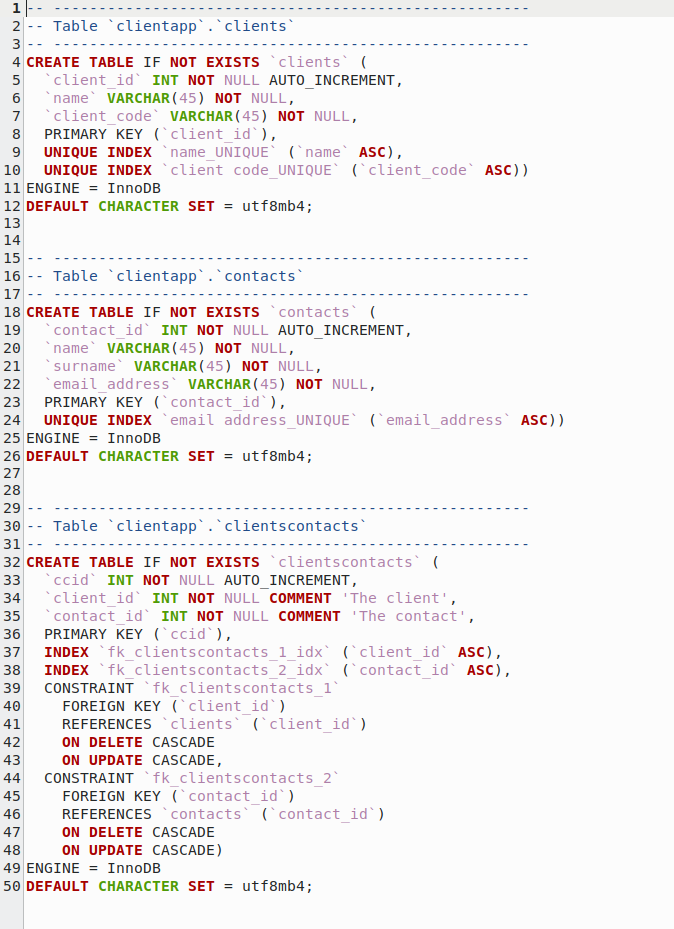 1 -- -----------------------------------------------------
2 -- Table `clientapp`.`clients`
3 -- -----------------------------------------------------
4 CREATE TABLE IF NOT EXISTS `clients` (
5   `client_id` INT NOT NULL AUTO_INCREMENT,
6   `name` VARCHAR(45) NOT NULL,
7   `client_code` VARCHAR(45) NOT NULL,
8   PRIMARY KEY (`client_id`),
9   UNIQUE INDEX `name_UNIQUE` (`name` ASC),
10   UNIQUE INDEX `client code_UNIQUE` (`client_code` ASC))
11 ENGINE = InnoDB
12 DEFAULT CHARACTER SET = utf8mb4;
13
14
15 -- -----------------------------------------------------
16 -- Table `clientapp`.`contacts`
17 -- -----------------------------------------------------
18 CREATE TABLE IF NOT EXISTS `contacts` (
19   `contact_id` INT NOT NULL AUTO_INCREMENT,
20   `name` VARCHAR(45) NOT NULL,
21   `surname` VARCHAR(45) NOT NULL,
22   `email_address` VARCHAR(45) NOT NULL,
23   PRIMARY KEY (`contact_id`),
24   UNIQUE INDEX `email address_UNIQUE` (`email_address` ASC))
25 ENGINE = InnoDB
26 DEFAULT CHARACTER SET = utf8mb4;
27
28
29 -- -----------------------------------------------------
30 -- Table `clientapp`.`clientscontacts`
31 -- -----------------------------------------------------
32 CREATE TABLE IF NOT EXISTS `clientscontacts` (
33   `ccid` INT NOT NULL AUTO_INCREMENT,
34   `client_id` INT NOT NULL COMMENT 'The client',
35   `contact_id` INT NOT NULL COMMENT 'The contact',
36   PRIMARY KEY (`ccid`),
37   INDEX `fk_clientscontacts_1_idx` (`client_id` ASC),
38   INDEX `fk_clientscontacts_2_idx` (`contact_id` ASC),
39   CONSTRAINT `fk_clientscontacts_1`
40     FOREIGN KEY (`client_id`)
41     REFERENCES `clients` (`client_id`)
42     ON DELETE CASCADE
43     ON UPDATE CASCADE,
44   CONSTRAINT `fk_clientscontacts_2`
45     FOREIGN KEY (`contact_id`)
46     REFERENCES `contacts` (`contact_id`)
47     ON DELETE CASCADE
48     ON UPDATE CASCADE)
49 ENGINE = InnoDB
50 DEFAULT CHARACTER SET = utf8mb4;